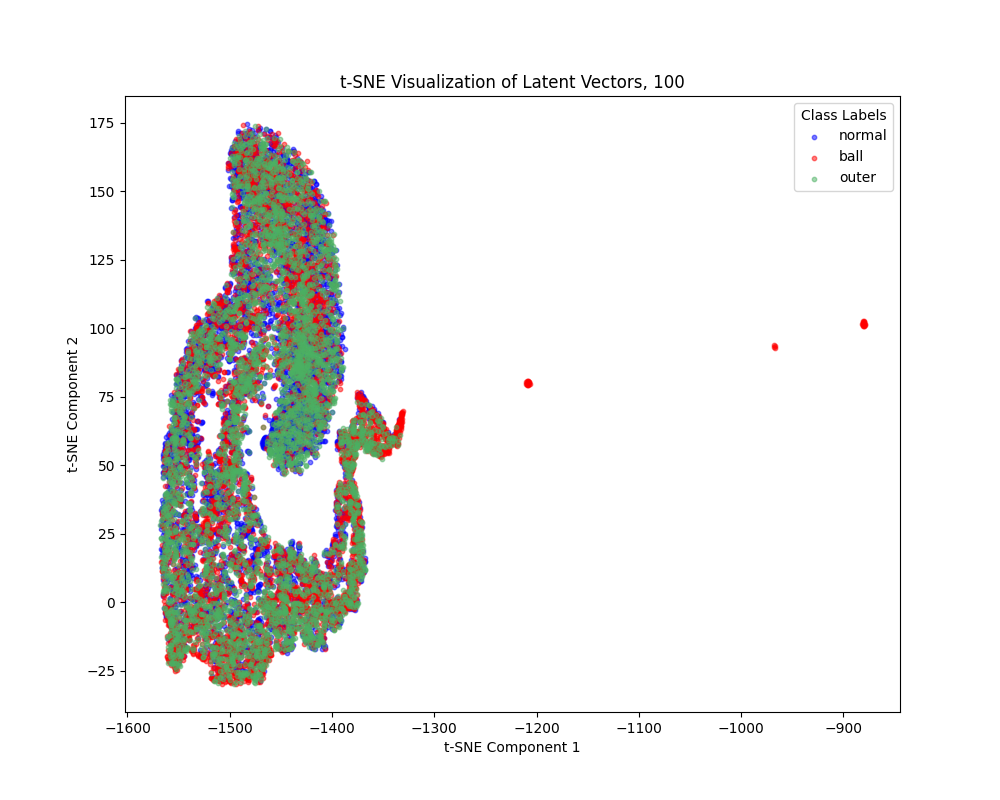 t-SNE Visualization of Latent Vectors, 100
Class Labels
normal
ball
outer
175
150
125
100
75
50
25
0
−25
t-SNE Component 2
−1600
−1500
−1400
−1300
−1200
−1100
−1000
−900
t-SNE Component 1